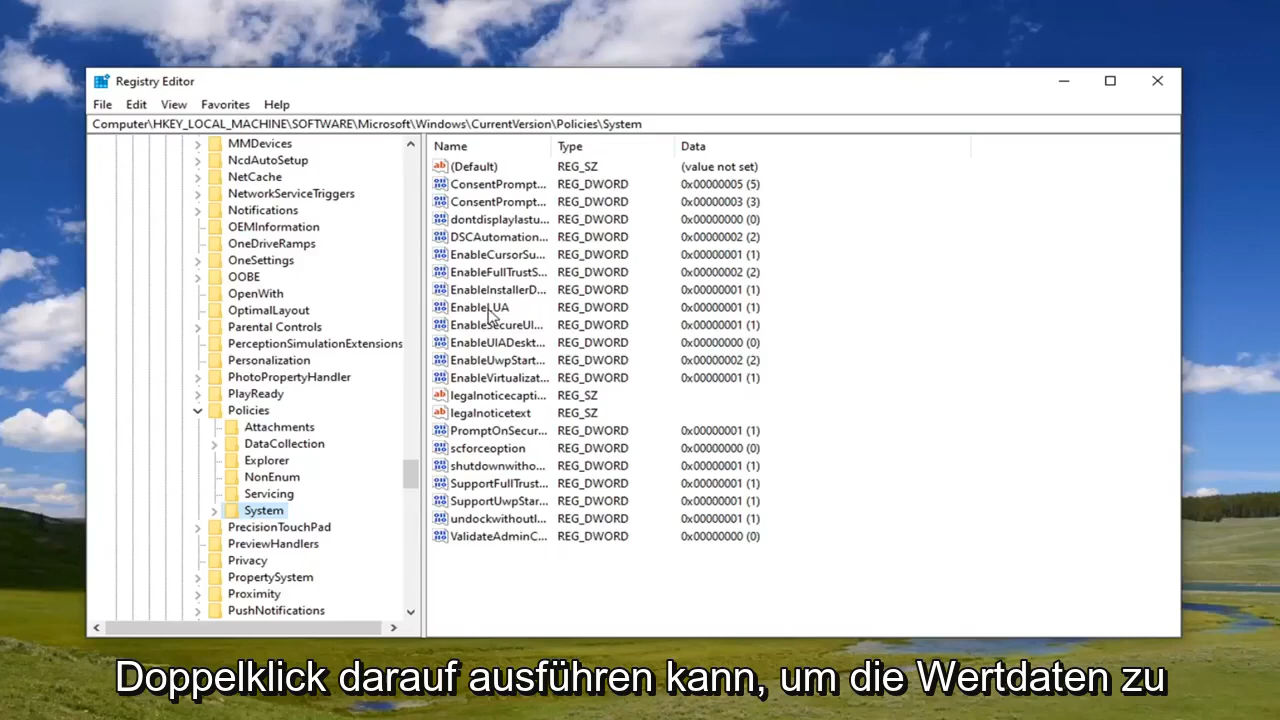 Registry Editor
File Edit View Favorites Help
Computer\HKEY_LOCAL_MACHINE\SOFTWARE\Microsoft\Windows\CurrentVersion\Policies\System
MMDevices
NcdAutoSetup
NetCache
NetworkServiceTriggers
Notifications
OEMInformation
OneDriveRamps
OneSettings
OOBE
OpenWith
OptimalLayout
Parental Controls
PerceptionSimulationExtensions
Personalization
PhotoPropertyHandler
PlayReady
Policies
Attachments
DataCollection
Explorer
NonEnum
Servicing
System
PrecisionTouchPad
PreviewHandlers
Privacy
PropertySystem
Proximity
PushNotifications
Name Type Data
(Default) REG_SZ (value not set)
ConsentPrompt... REG_DWORD 0x00000005 (5)
ConsentPrompt... REG_DWORD 0x00000003 (3)
dontdisplaylastu... REG_DWORD 0x00000000 (0)
DSCAutomation... REG_DWORD 0x00000002 (2)
EnableCursorSu... REG_DWORD 0x00000001 (1)
EnableFullTrustS... REG_DWORD 0x00000002 (2)
EnableInstallerD... REG_DWORD 0x00000001 (1)
EnableLUA REG_DWORD 0x00000001 (1)
EnableSecureUI... REG_DWORD 0x00000001 (1)
EnableUIADeskt... REG_DWORD 0x00000000 (0)
EnableUwpStart... REG_DWORD 0x00000002 (2)
EnableVirtualizat... REG_DWORD 0x00000001 (1)
legalnoticecapti... REG_SZ
legalnoticetext REG_SZ
PromptOnSecur... REG_DWORD 0x00000001 (1)
scforceoption REG_DWORD 0x00000000 (0)
shutdownwitho... REG_DWORD 0x00000001 (1)
SupportFullTrust... REG_DWORD 0x00000001 (1)
SupportUwpStar... REG_DWORD 0x00000001 (1)
undockwithoutl... REG_DWORD 0x00000001 (1)
ValidateAdminC... REG_DWORD 0x00000000 (0)
Doppelklick darauf ausführen kann, um die Wertdaten zu